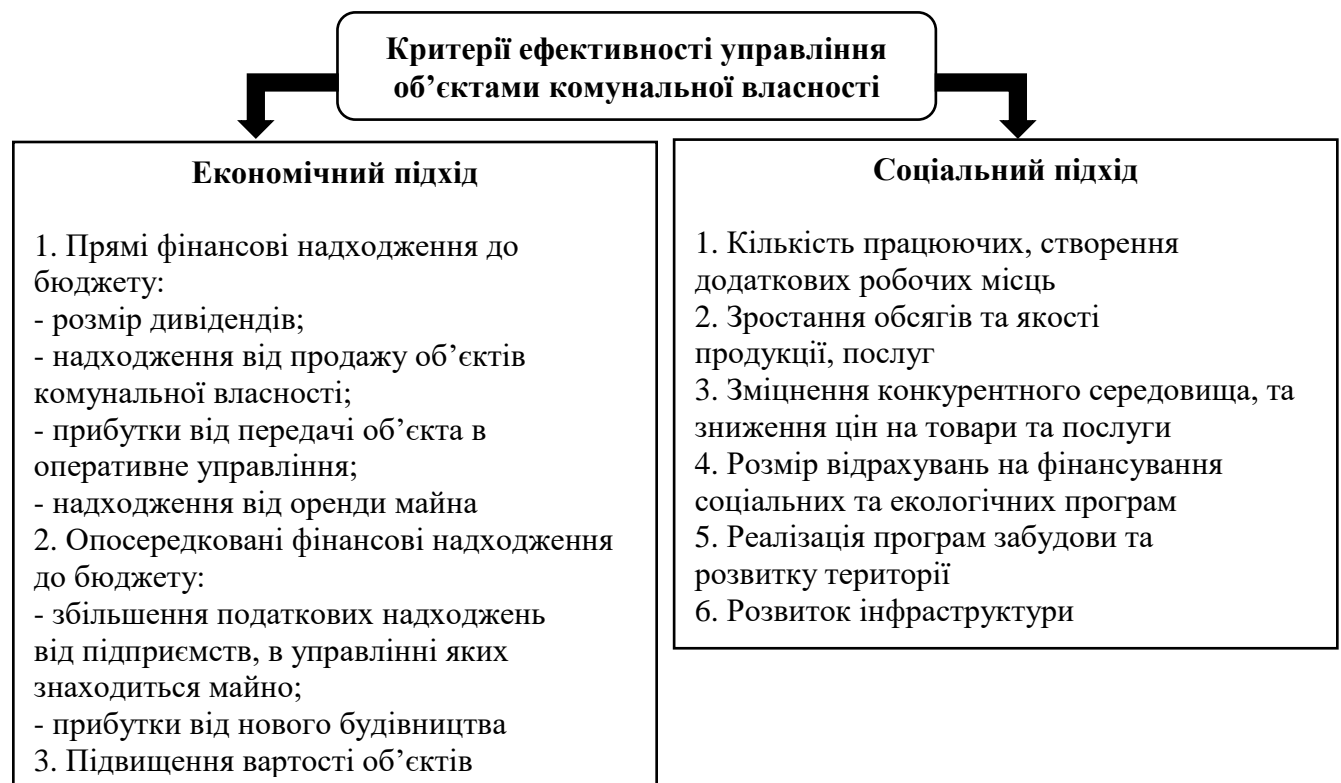 Критерії ефективності управління
об’єктами комунальної власності
Економічний підхід
1. Прямі фінансові надходження до
бюджету:
- розмір дивідендів;
- надходження від продажу об’єктів
комунальної власності;
- прибутки від передачі об’єкта в
оперативне управління;
- надходження від оренди майна
2. Опосередковані фінансові надходження
до бюджету:
- збільшення податкових надходжень
від підприємств, в управлінні яких
знаходиться майно;
- прибутки від нового будівництва
3. Підвищення вартості об’єктів
Соціальний підхід
1. Кількість працюючих, створення
додаткових робочих місць
2. Зростання обсягів та якості
продукції, послуг
3. Зміцнення конкурентного середовища, та
зниження цін на товари та послуги
4. Розмір відрахувань на фінансування
соціальних та екологічних програм
5. Реалізація програм забудови та
розвитку території
6. Розвиток інфраструктури